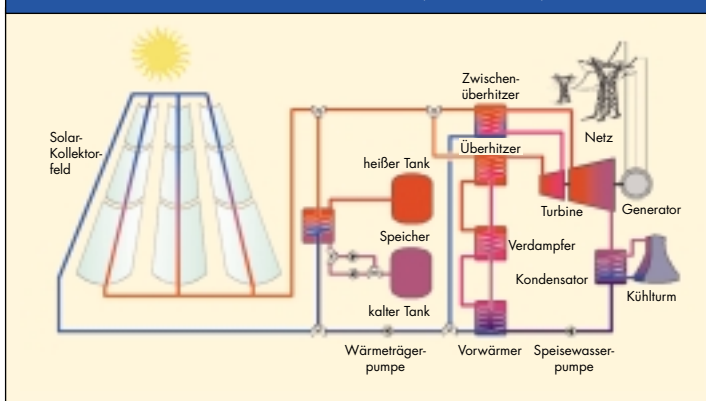 Zwischen-
überhitzer
Solar-
Kollektor-
feld
Netz
Überhitzer
heißer Tank
Turbine
Generator
Speicher
Verdampfer
Kondensator
Kühlturm
kalter Tank
Wärmeträger-
pumpe
Vorwärmer
Speisewasser-
pumpe